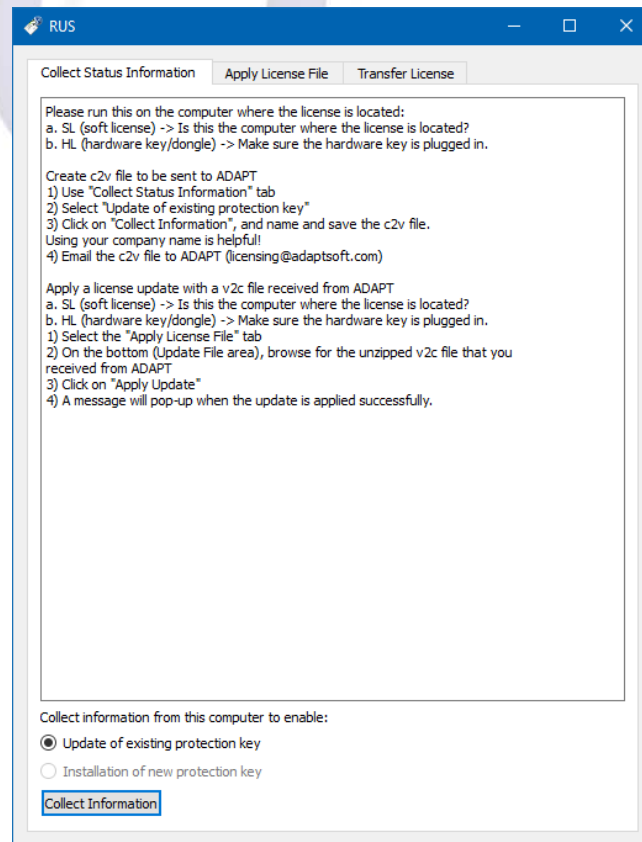 RUS
Collect Status Information
Apply License File
Transfer License
Please run this on the computer where the license is located:
a. SL (soft license) -> Is this the computer where the license is located?
b. HL (hardware key/dongle) -> Make sure the hardware key is plugged in.
Create c2v file to be sent to ADAPT
1) Use "Collect Status Information" tab
2) Select "Update of existing protection key"
3) Click on "Collect Information", and name and save the c2v file.
Using your company name is helpful!
4) Email the c2v file to ADAPT (licensing@adaptsoft.com)
Apply a license update with a v2c file received from ADAPT
a. SL (soft license) -> Is this the computer where the license is located?
b. HL (hardware key/dongle) -> Make sure the hardware key is plugged in.
1) Select the "Apply License File" tab
2) On the bottom (Update File area), browse for the unzipped v2c file that you
received from ADAPT
3) Click on "Apply Update"
4) A message will pop-up when the update is applied successfully.
Collect information from this computer to enable:
Update of existing protection key
Installation of new protection key
Collect Information